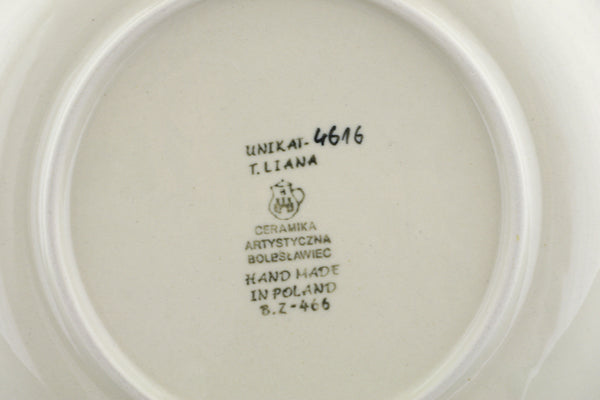 UNIKAT-4616
T.LIANA
CERAMIKA
ARTYSTYCZNA
BOLESŁAWIEC
HAND MADE
IN POLAND
B.Z-466